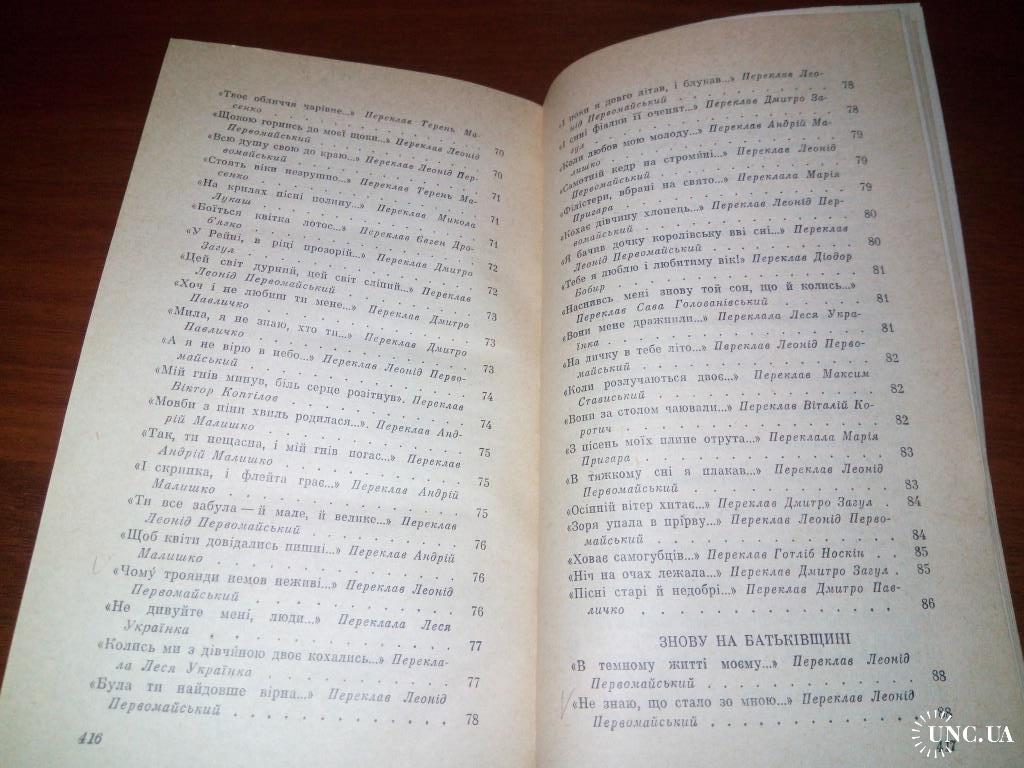 «Твоє обличчя чарівне...» Переклав Терень Ма-
сенко . . . . . . . . . . . . 70
«Щокою горнись до моєї щоки...» Переклав Леонід
Первомайський . . . . . . . . . . 70
«Всю душу свою до краю...» Переклав Леонід Пер-
вомайський . . . . . . . . . . . 71
«Стоять віки незрушно...» Переклав Терень Ма-
сенко . . . . . . . . . . . . 71
«На крилах пісні полину...» Переклав Микола
Лукаш . . . . . . . . . . . . 71
«Боїться квітка лотос...» Переклав Євген Дро-
б'язко . . . . . . . . . . . . 72
«У Рейні, в ріці прозорій...» Переклав Дмитро
Загул . . . . . . . . . . . . 72
«Цей світ дурний, цей світ сліпий...» Переклав
Леонід Первомайський . . . . . . . . 73
«Хоч і не любиш ти мене...» Переклав Дмитро
Павличко . . . . . . . . . . . 73
«Мила, я не знаю, хто ти...» Переклав Дмитро
Павличко . . . . . . . . . . . 73
«А я не вірю в небо...» Переклав Леонід Перво-
майський . . . . . . . . . . . 74
«Мій гнів минув, біль серце розітнув». Переклав
Віктор Коптілов . . . . . . . . . . 74
«Мовби з піни хвиль родилася...». Переклав Анд-
рій Малишко . . . . . . . . . . 75
«Так, ти нещасна, і мій гнів погас...» Переклав
Андрій Малишко . . . . . . . . . . 75
«І скрипка, і флейта грає...» Переклав Андрій
Малишко . . . . . . . . . . . 75
«Ти все забула — й мале, й велике...» Переклав
Леонід Первомайський . . . . . . . . 76
«Щоб квіти довідались пишні...» Переклав Андрій
Малишко . . . . . . . . . . . 76
«Чому́ троянди немов неживі...» Переклав Леонід
Первомайський . . . . . . . . . . 76
«Не дивуйте мені, люди...» Переклала Леся
Українка . . . . . . . . . . . 77
«Колись ми з дівчиною двоє кохались...» Перекла-
ла Леся Українка . . . . . . . . . . 77
«Була ти найдовше вірна...» Переклав Леонід
Первомайський . . . . . . . . . . 78
416
«І поки я довго літав, і блукав...» Переклав Лео-
нід Первомайський . . . . . . . . . 78
«І сині фіалки її оченят...» Переклав Дмитро За-
гул . . . . . . . . . . . . . 78
«Коли любов мою молоду...» Переклав Андрій Ма-
лишко . . . . . . . . . . . . 79
«Самотній кедр на стромліні...» Переклав Леонід
Первомайський . . . . . . . . . . 79
«Філістери, вбрані на свято...» Переклала Марія
Пригара . . . . . . . . . . . 79
«Кохає дівчину хлопець...» Переклав Леонід Пер-
вомайський . . . . . . . . . . . 80
«Я бачив дочку королівську вві сні...» Переклав
Леонід Первомайський . . . . . . . . 80
«Тебе я люблю і любитиму вік!» Переклав Діодор
Бобир . . . . . . . . . . . . 81
«Наснивсь мені знову той сон, що й колись...»
Переклав Сава Голованівський . . . . . . 81
«Вони мене дражнили...» Переклала Леся Укра-
їнка . . . . . . . . . . . . 81
«На личку в тебе літо...» Переклав Леонід Перво-
майський . . . . . . . . . . . 82
«Коли розлучаються двоє...» Переклав Максим
Стависький . . . . . . . . . . . 82
«Вони за столом чаювали...» Переклав Віталій Ко-
ротич . . . . . . . . . . . . 82
«З пісень моїх плине отрута...» Переклала Марія
Пригара . . . . . . . . . . . 83
«В тяжкому сні я плакав...» Переклав Леонід
Первомайський . . . . . . . . . . 83
«Осінній вітер хитає...» Переклав Дмитро Загул . 84
«Зоря упала в прірву...» Переклав Леонід Перво-
майський . . . . . . . . . . . 84
«Ховає самогубців...» Переклав Готліб Носкін . 85
«Ніч на очах лежала...» Переклав Дмитро Загул . 85
«Пісні старі й недобрі...» Переклав Дмитро Пав-
личко . . . . . . . . . . . . 86
ЗНОВУ НА БАТЬКІВЩИНІ
«В темному житті моєму...» Переклав Леонід
Первомайський . . . . . . . . . . 88
«Не знаю, що стало зо мною...» Переклав Леонід
Первомайський . . . . . . . . . . 88
417
UNC.UA